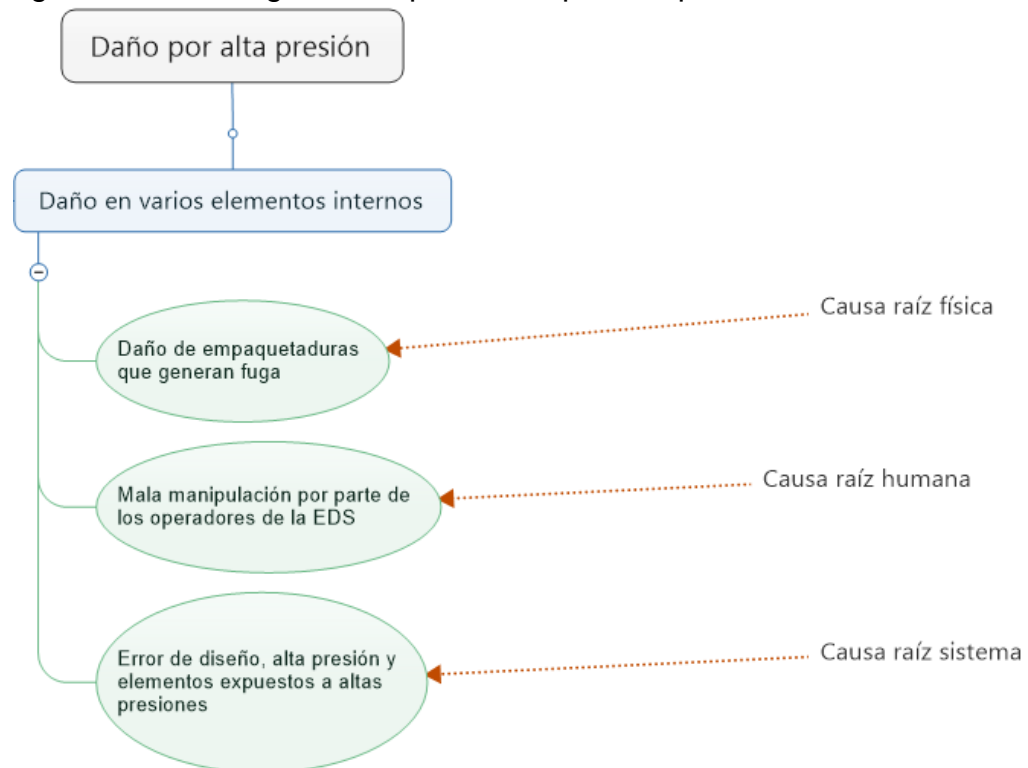 Daño por alta presión
Daño en varios elementos internos
Causa raíz física
Daño de empaquetaduras
que generan fuga
Causa raíz humana
Mala manipulación por parte de
los operadores de la EDS
Causa raíz sistema
Error de diseño, alta presión y
elementos expuestos a altas
presiones